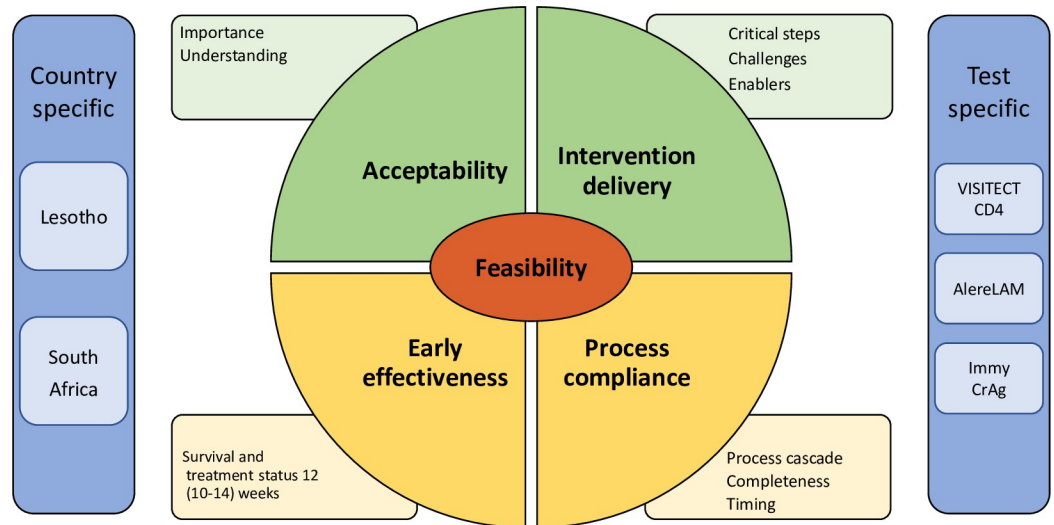 Country
specific
Lesotho
South
Africa
Importance
Understanding
Critical steps
Challenges
Enablers
Acceptability
Intervention
delivery
Feasibility
Early
effectiveness
Process
compliance
Survival and
treatment status 12
(10-14) weeks
Process cascade
Completeness
Timing
Test
specific
VISITECT
CD4
AlereLAM
Immy
CrAg